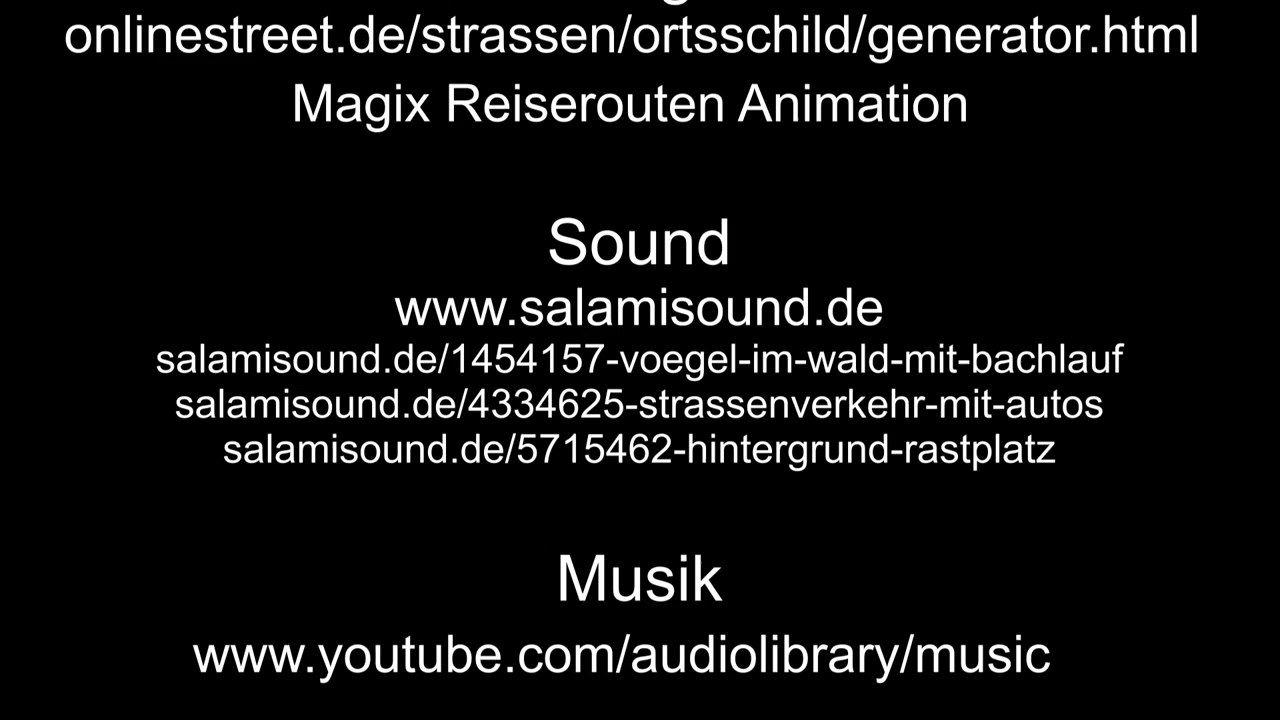 onlinestreet.de/strassen/ortsschild/generator.html
Magix Reiserouten Animation
Sound
www.salamisound.de
salamisound.de/1454157-voegel-im-wald-mit-bachlauf
salamisound.de/4334625-strassenverkehr-mit-autos
salamisound.de/5715462-hintergrund-rastplatz
Musik
www.youtube.com/audiolibrary/music